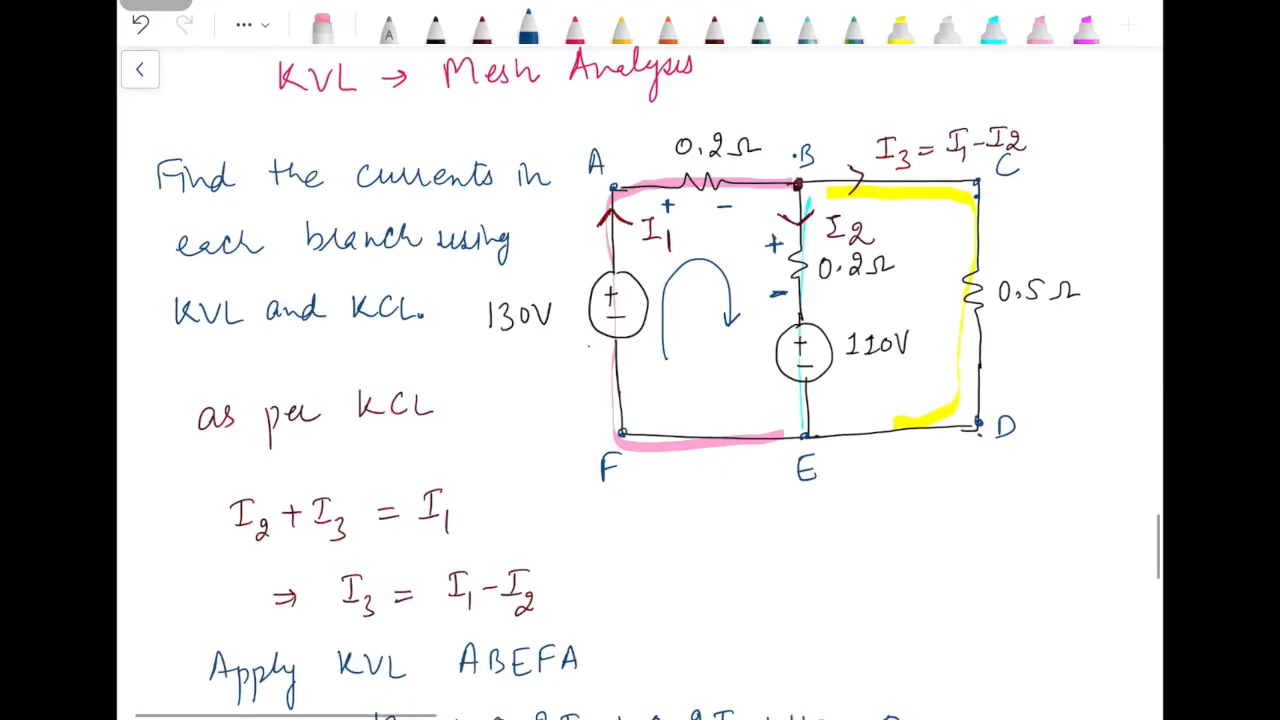 A
KVL → Mesh Analysis
Find the currents in
each branch using
KVL and KCL.
as per KCL
I2 + I3 = I1
⇒ I3 = I1 - I2
Apply KVL ABEFA
A
0.2Ω
.B
I3 = I1 - I2
C
+ -
I1
+
I2
0.2Ω
-
0.5Ω
130V
+
-
+
-
110V
F
E
D